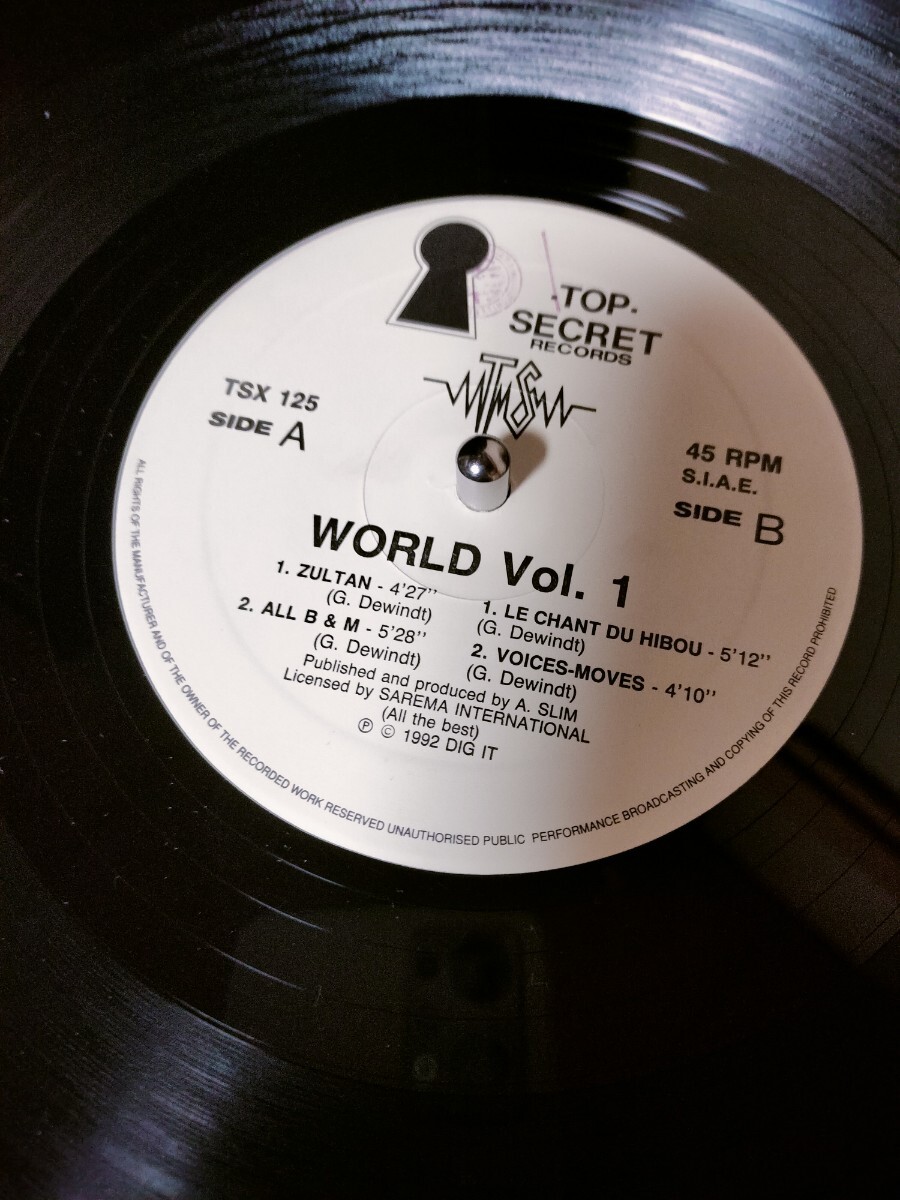 ·TOP·
SECRET
RECORDS
TMS
TSX 125
SIDE A
45 RPM
S.I.A.E.
SIDE B
WORLD Vol. 1
1. ZULTAN - 4'27''
(G. Dewindt)
2. ALL B & M - 5'28''
(G. Dewindt)
1. LE CHANT DU HIBOU - 5'12''
(G. Dewindt)
2. VOICES-MOVES - 4'10''
(G. Dewindt)
Published and produced by A. SLIM
Licensed by SAREMA INTERNATIONAL
(All the best)
℗ © 1992 DIG IT
ALL RIGHTS OF THE MANUFACTURER AND OF THE OWNER OF THE RECORDED WORK RESERVED UNAUTHORISED PUBLIC PERFORMANCE BROADCASTING AND COPYING OF THIS RECORD PROHIBITED